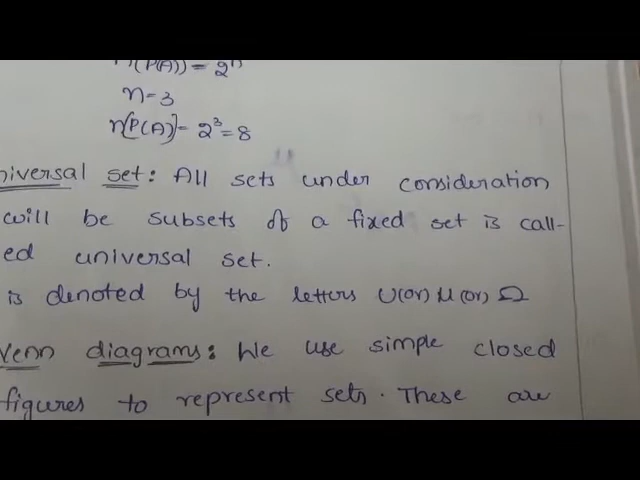 n(P(A)) = 2^n
n=3
n[P(A)] = 2³ = 8
niversal set: All sets under consideration
will be subsets of a fixed set is call-
ed universal set.
is denoted by the letters U(or) μ(or) Ω
Venn diagrams: We use simple closed
figures to represent sets. These are